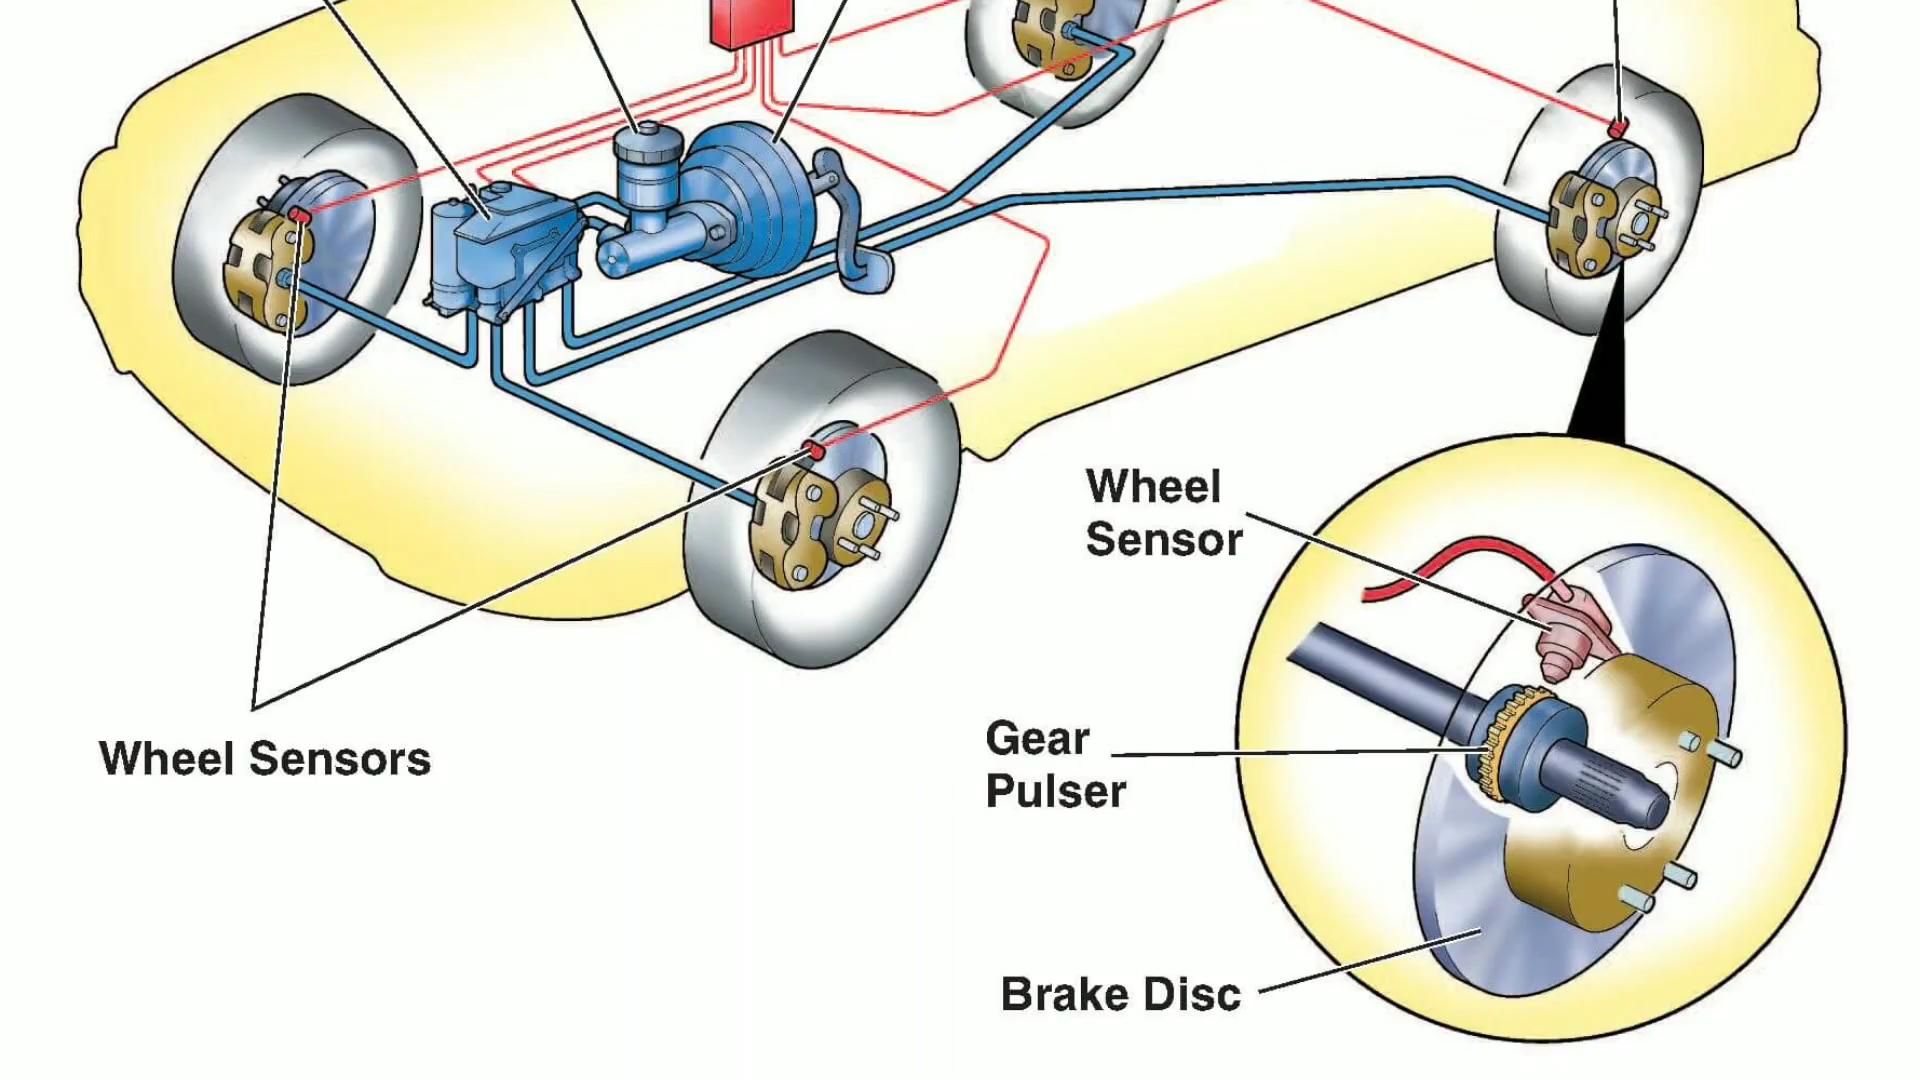 Wheel
Sensor
Gear
Pulser
Wheel Sensors
Brake Disc